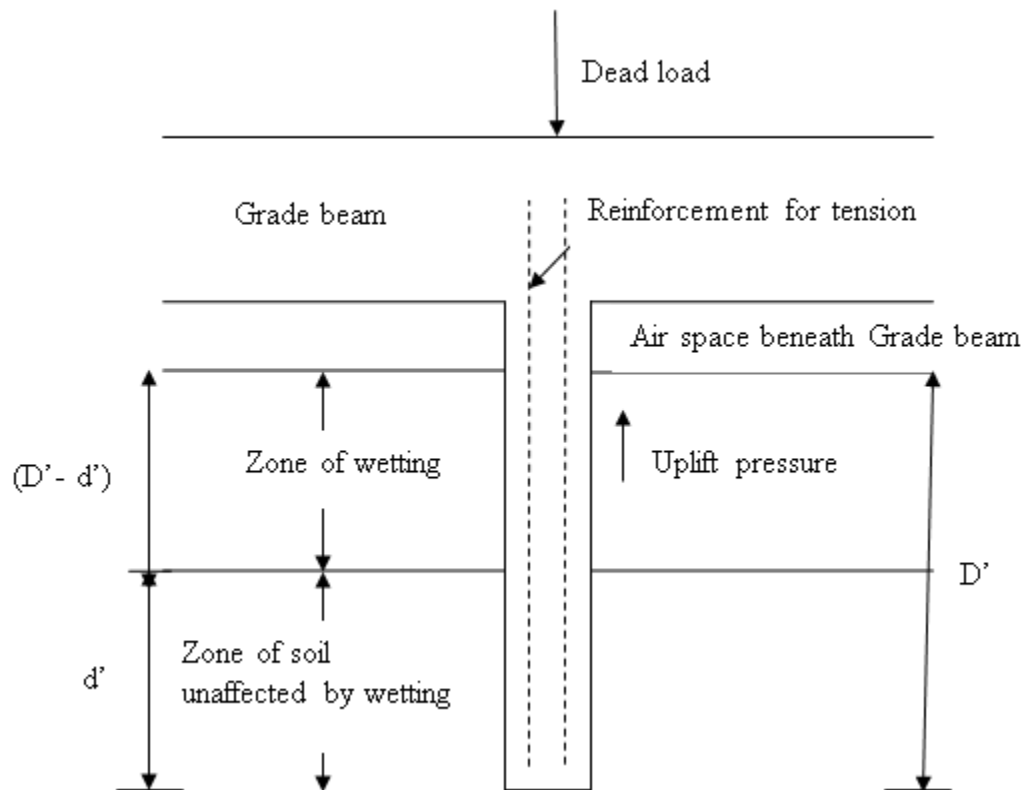 Dead load
Grade beam
Reinforcement for tension
Air space beneath Grade beam
(D’- d’)
Zone of wetting
Uplift pressure
D’
d’
Zone of soil
unaffected by wetting